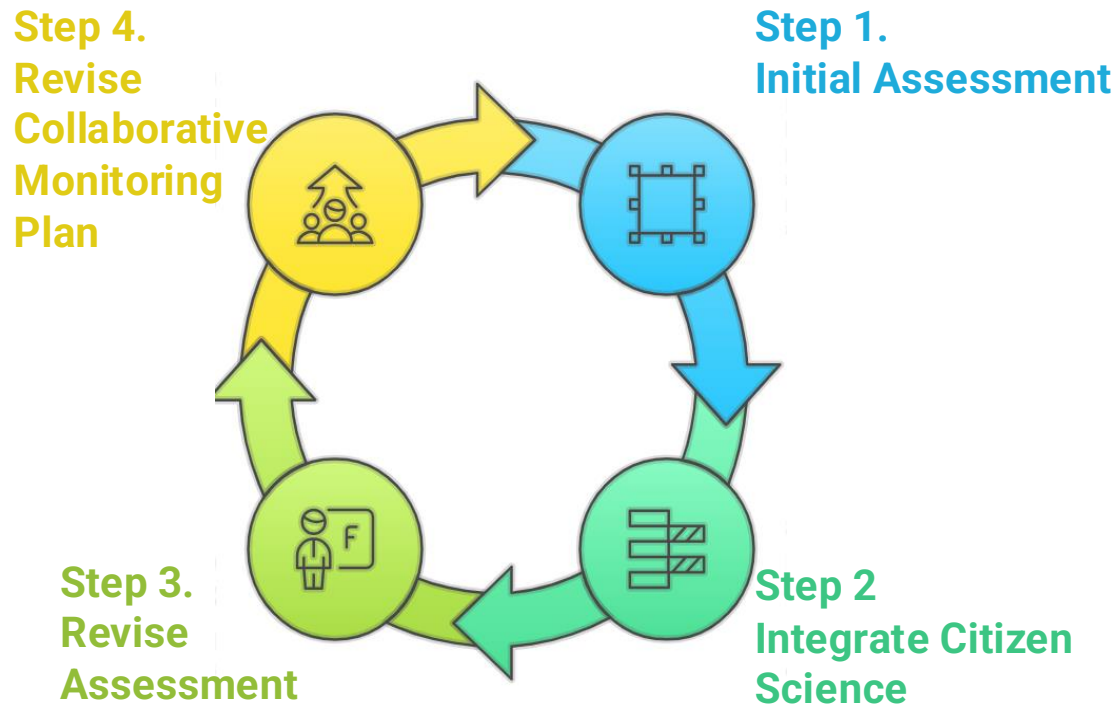 Step 1.
Initial Assessment
Step 2
Integrate Citizen
Science
Step 3.
Revise
Assessment
Step 4.
Revise
Collaborative
Monitoring
Plan
F